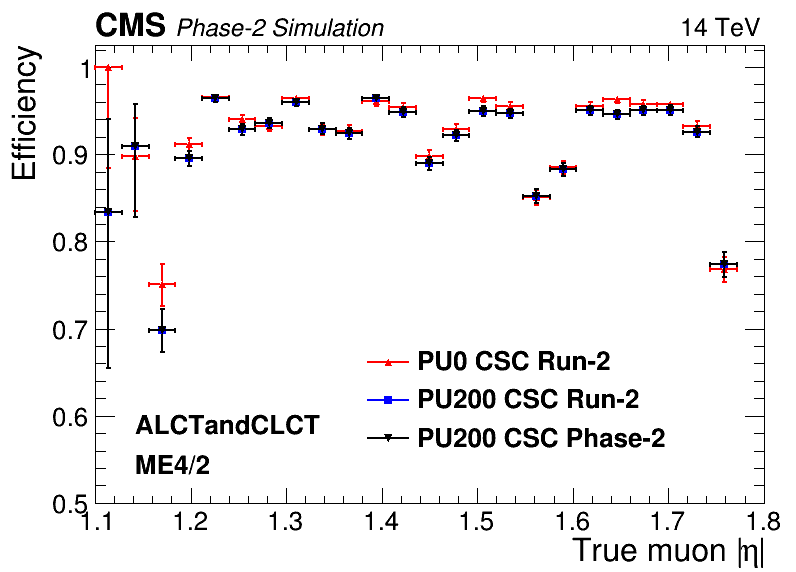 CMS Phase-2 Simulation 14 TeV
Efficiency
1
0.9
0.8
0.7
0.6
0.5
PU0 CSC Run-2
PU200 CSC Run-2
PU200 CSC Phase-2
ALCTandCLCT
ME4/2
1.1 1.2 1.3 1.4 1.5 1.6 1.7 1.8
True muon |η|